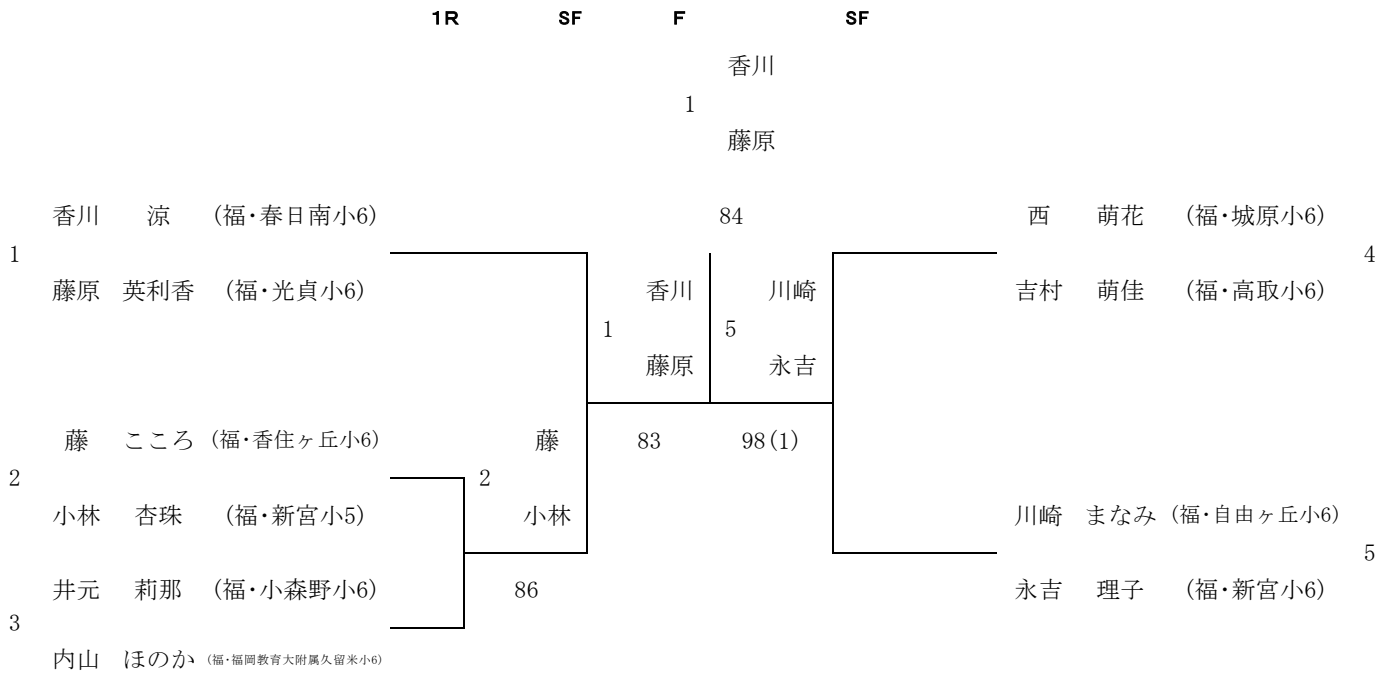 1R SF F SF
香川
1
藤原
香川 涼 (福・春日南小6) 84 西 萌花 (福・城原小6)
1 4
藤原 英利香 (福・光貞小6) 香川 川崎 吉村 萌佳 (福・高取小6)
1 5
藤原 永吉
藤 こころ (福・香住ヶ丘小6) 藤 83 98(1)
2 2
小林 杏珠 (福・新宮小5) 小林 川崎 まなみ (福・自由ヶ丘小6)
5
井元 莉那 (福・小森野小6) 86 永吉 理子 (福・新宮小6)
3
内山 ほのか (福・福岡教育大附属久留米小6)